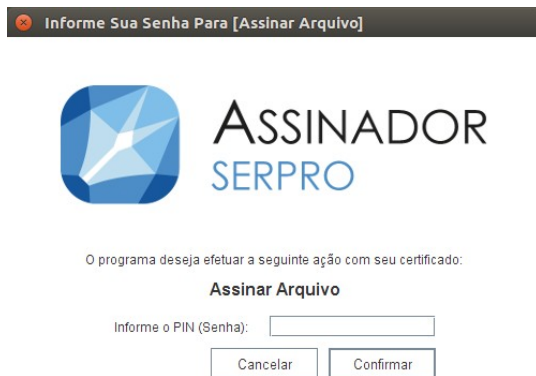 Informe Sua Senha Para [Assinar Arquivo]
ASSINADOR
SERPRO
O programa deseja efetuar a seguinte ação com seu certificado:
Assinar Arquivo
Informe o PIN (Senha):
Cancelar Confirmar